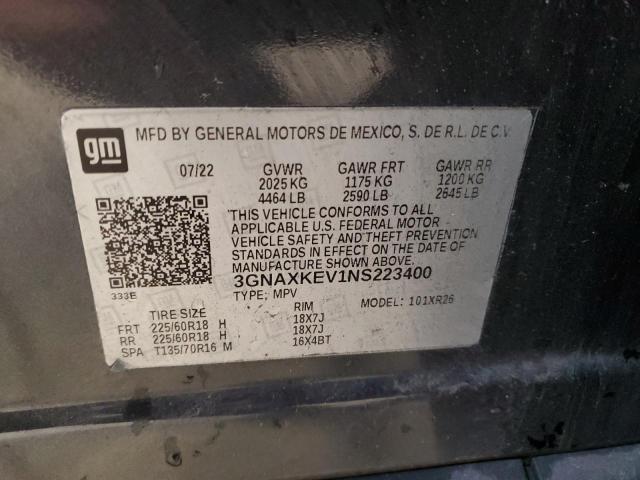 gm
MFD BY GENERAL MOTORS DE MEXICO, S. DE R.L. DE C.V.
07/22 GVWR GAWR FRT GAWR RR
2025 KG 1175 KG 1200 KG
4464 LB 2590 LB 2645 LB
THIS VEHICLE CONFORMS TO ALL
APPLICABLE U.S. FEDERAL MOTOR
VEHICLE SAFETY AND THEFT PREVENTION
STANDARDS IN EFFECT ON THE DATE OF
MANUFACTURE SHOWN ABOVE.
3GNAXKEV1NS223400
333E
TYPE: MPV MODEL: 101XR26
TIRE SIZE RIM
FRT 225/60R18 H 18X7J
RR 225/60R18 H 18X7J
SPA T135/70R16 M 16X4BT